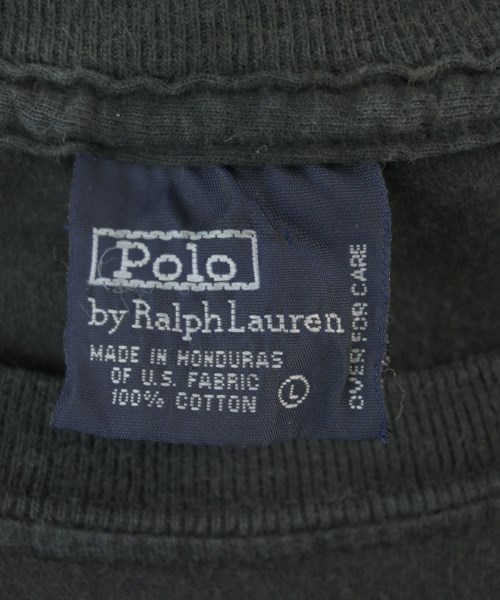 Polo
by Ralph Lauren
MADE IN HONDURAS
OF U.S. FABRIC
100% COTTON
L
OVER FOR CARE